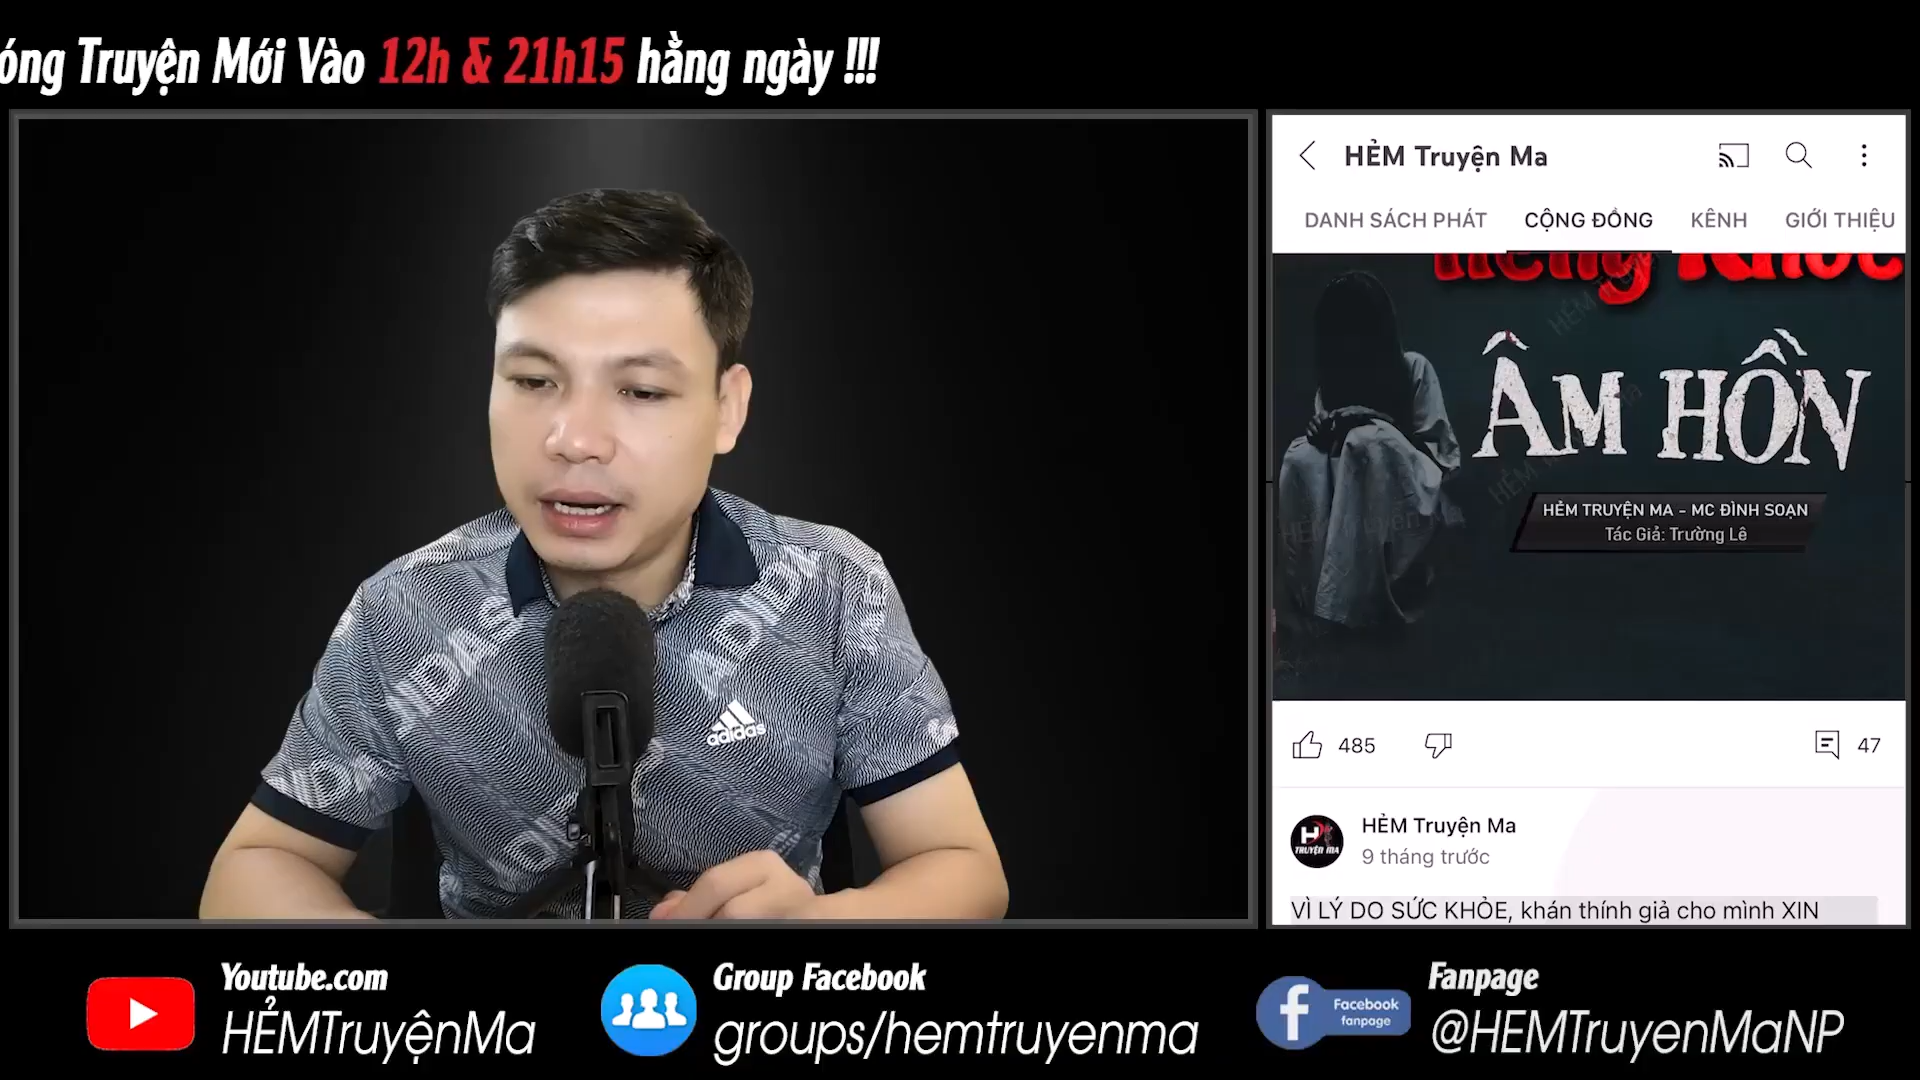 óng Truyện Mới Vào 12h & 21h15 hằng ngày !!!
HẺM Truyện Ma
DANH SÁCH PHÁT CỘNG ĐỒNG KÊNH GIỚI THIỆU
ÂM HỒN
HẺM TRUYỆN MA - MC ĐÌNH SOẠN
Tác Giả: Trường Lê
adidas
485 47
HẺM Truyện Ma
9 tháng trước
H
TRUYỆN MA
VÌ LÝ DO SỨC KHỎE, khán thính giả cho mình XIN
Youtube.com
HẺMTruyệnMa
Group Facebook
groups/hemtruyenma
Facebook
fanpage
Fanpage
@HEMTruyenMaNP